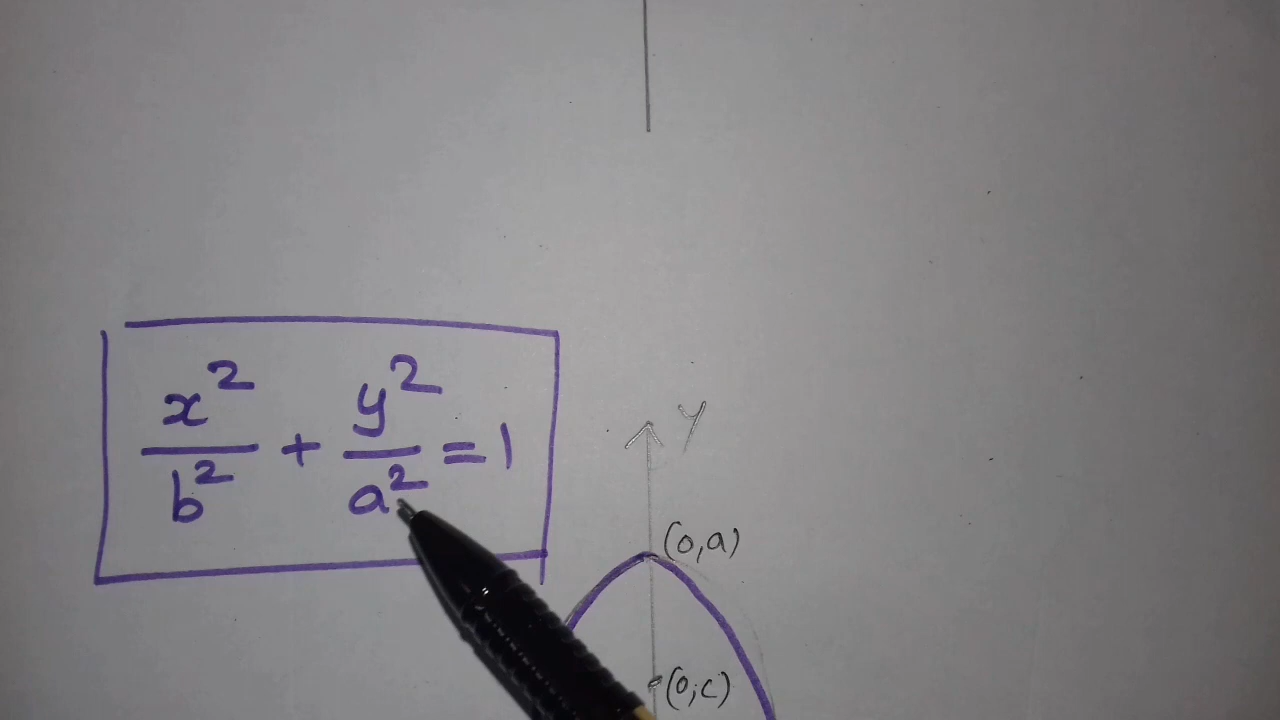 x²/b² + y²/a² = 1
y
(0,a)
(0,c)